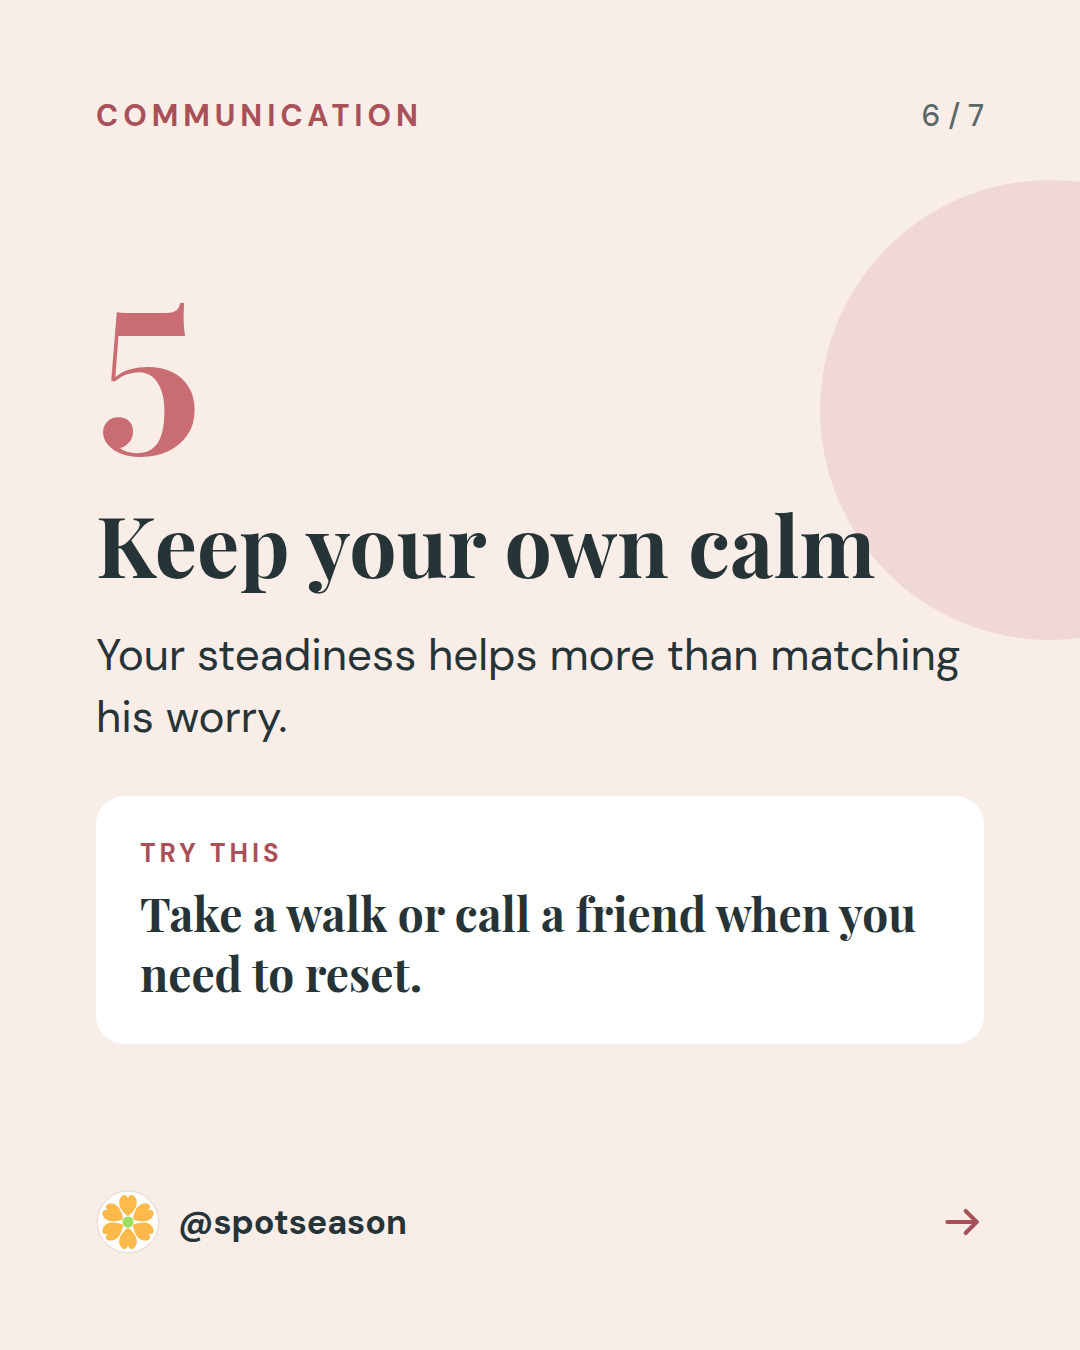 COMMUNICATION
6 / 7
5
Keep your own calm
Your steadiness helps more than matching
his worry.
TRY THIS
Take a walk or call a friend when you
need to reset.
@spotseason